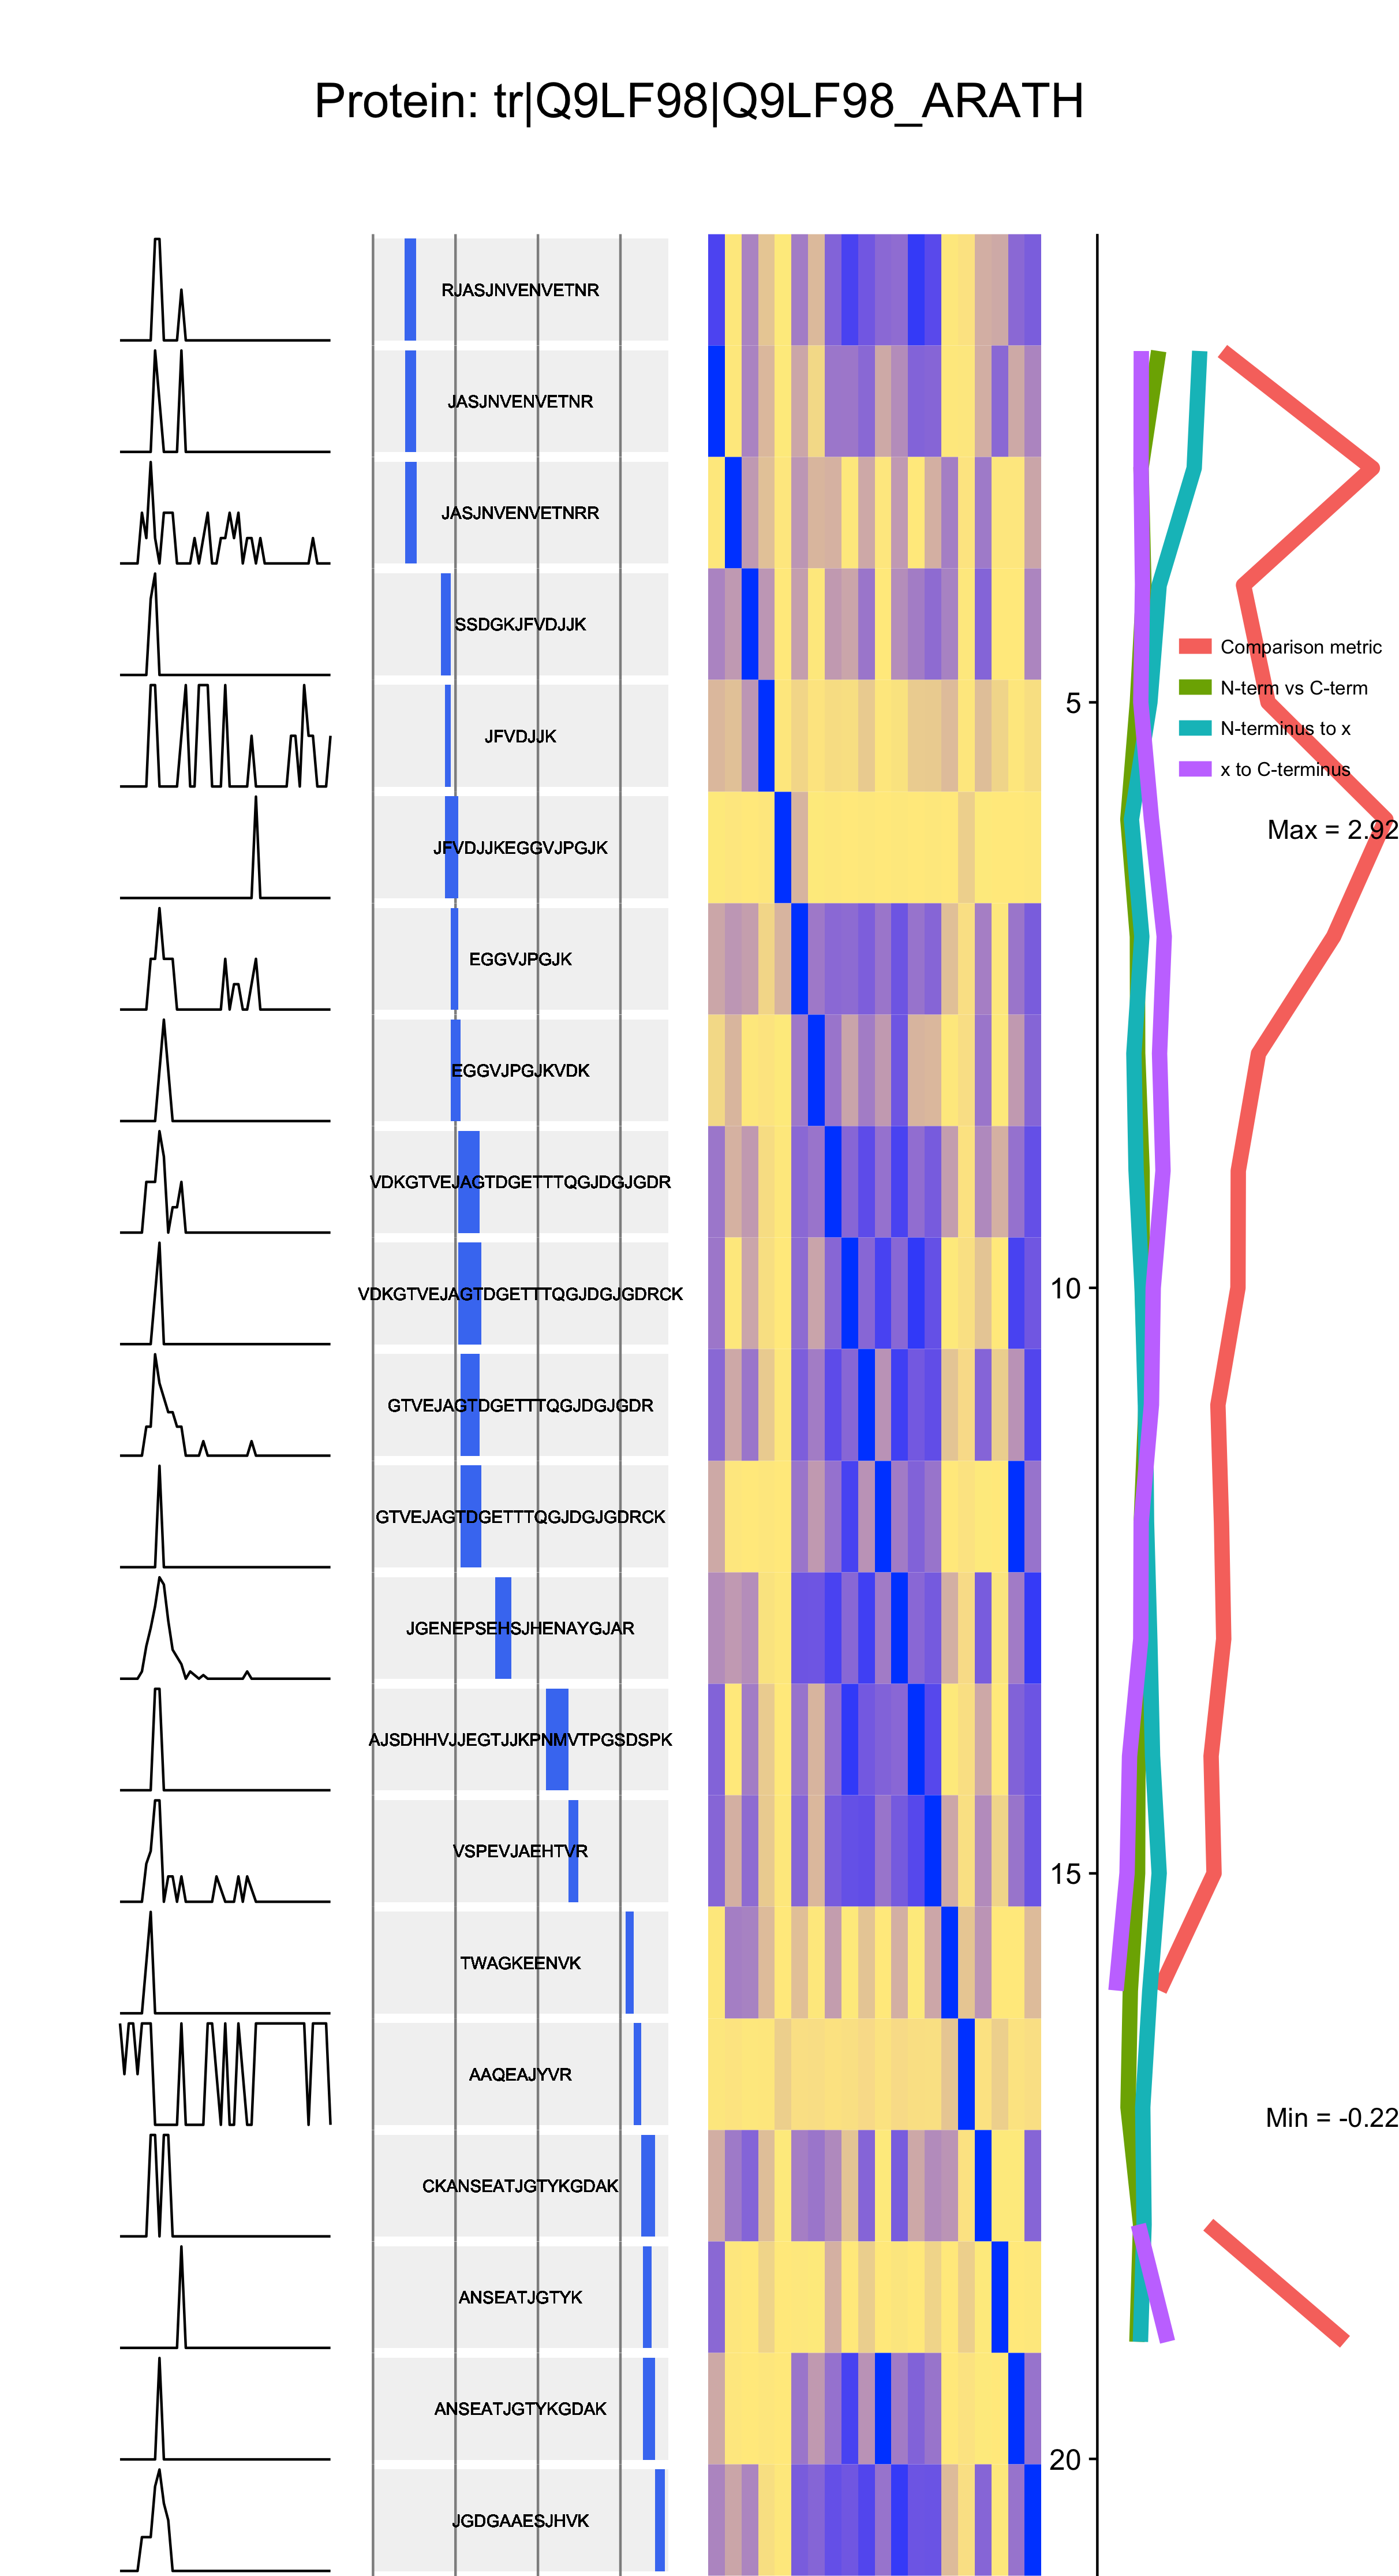 Protein: tr|Q9LF98|Q9LF98_ARATH
RJASJNVENVETNR
JASJNVENVETNR
JASJNVENVETNRR
SSDGKJFVDJJK
Comparison metric
N-term vs C-term
5
N-terminus to x
JFVDJJK
x to C-terminus
Max = 2.92
JFVDJJKEGGVJPGJK
EGGVJPGJK
EGGVJPGJKVDK
VDKGTVEJAGTDGETTTQGJDGJGDR
10
VDKGTVEJAGTDGETTTQGJDGJGDRCK
GTVEJAGTDGETTTQGJDGJGDR
GTVEJAGTDGETTTQGJDGJGDRCK
JGENEPSEHSJHENAYGJAR
AJSDHHVJJEGTJJKPNMVTPGSDSPK
VSPEVJAEHTVR
15
TWAGKEENVK
AAQEAJYVR
Min = -0.22
CKANSEATJGTYKGDAK
ANSEATJGTYK
ANSEATJGTYKGDAK
20
JGDGAAESJHVK